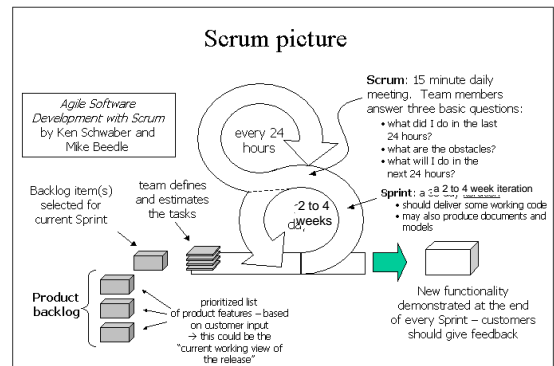 Scrum picture
Agile Software
Development with Scrum
by Ken Schwaber and
Mike Beedle
every 24
hours
Scrum: 15 minute daily
meeting. Team members
answer three basic questions:
• what did I do in the last
24 hours?
• what are the obstacles?
• what will I do in the
next 24 hours?
Backlog item(s)
selected for
current Sprint
team defines
and estimates
the tasks
2 to 4
weeks
Sprint: a 2 to 4 week iteration
• should deliver some working code
• may also produce documents and
models
Product
backlog
prioritized list
of product features – based
on customer input
→ this could be the
"current working view of
the release"
New functionality
demonstrated at the end
of every Sprint – customers
should give feedback